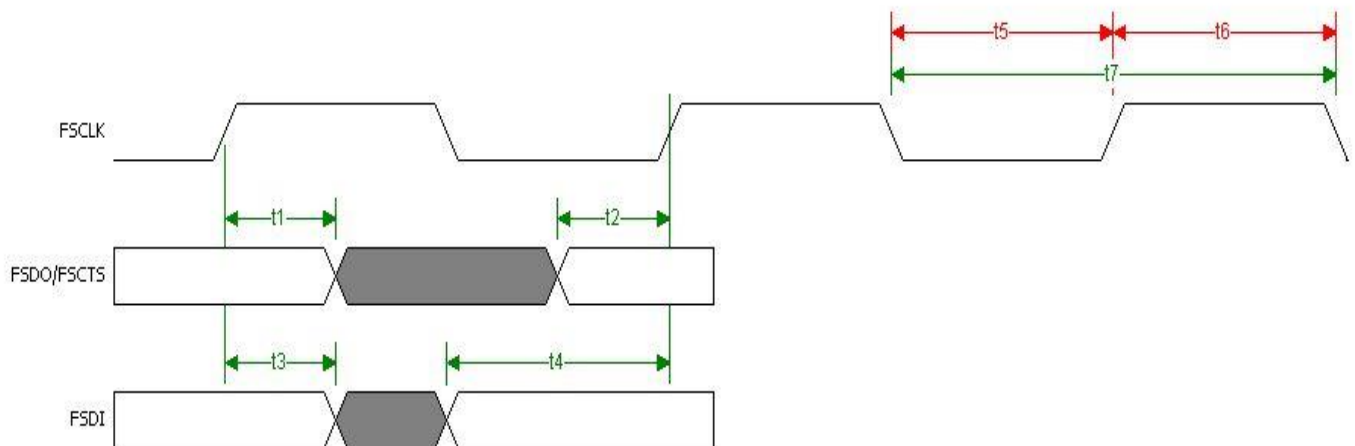 t5 t6
t7
FSCLK
t1 t2
FSDO/FSCTS
t3 t4
FSDI